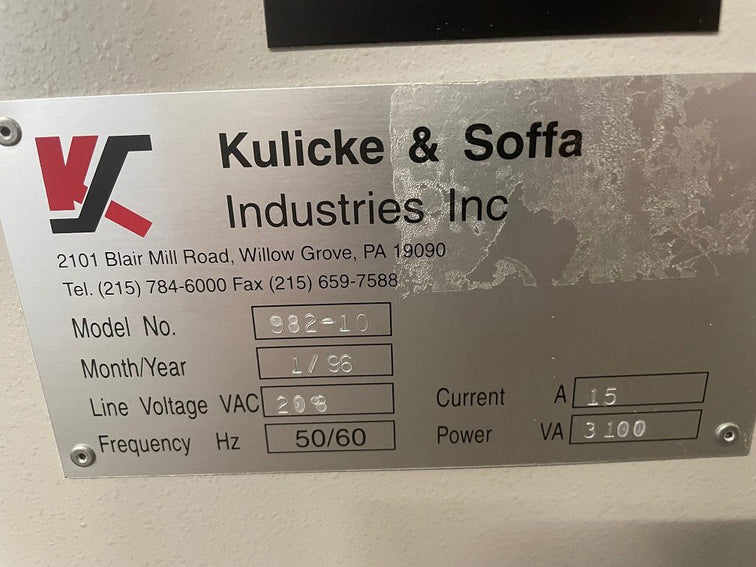 KS
Kulicke & Soffa
Industries Inc
2101 Blair Mill Road, Willow Grove, PA 19090
Tel. (215) 784-6000 Fax (215) 659-7588
Model No. 982-10
Month/Year 1/96
Line Voltage VAC 208 Current A 15
Frequency Hz 50/60 Power VA 3100